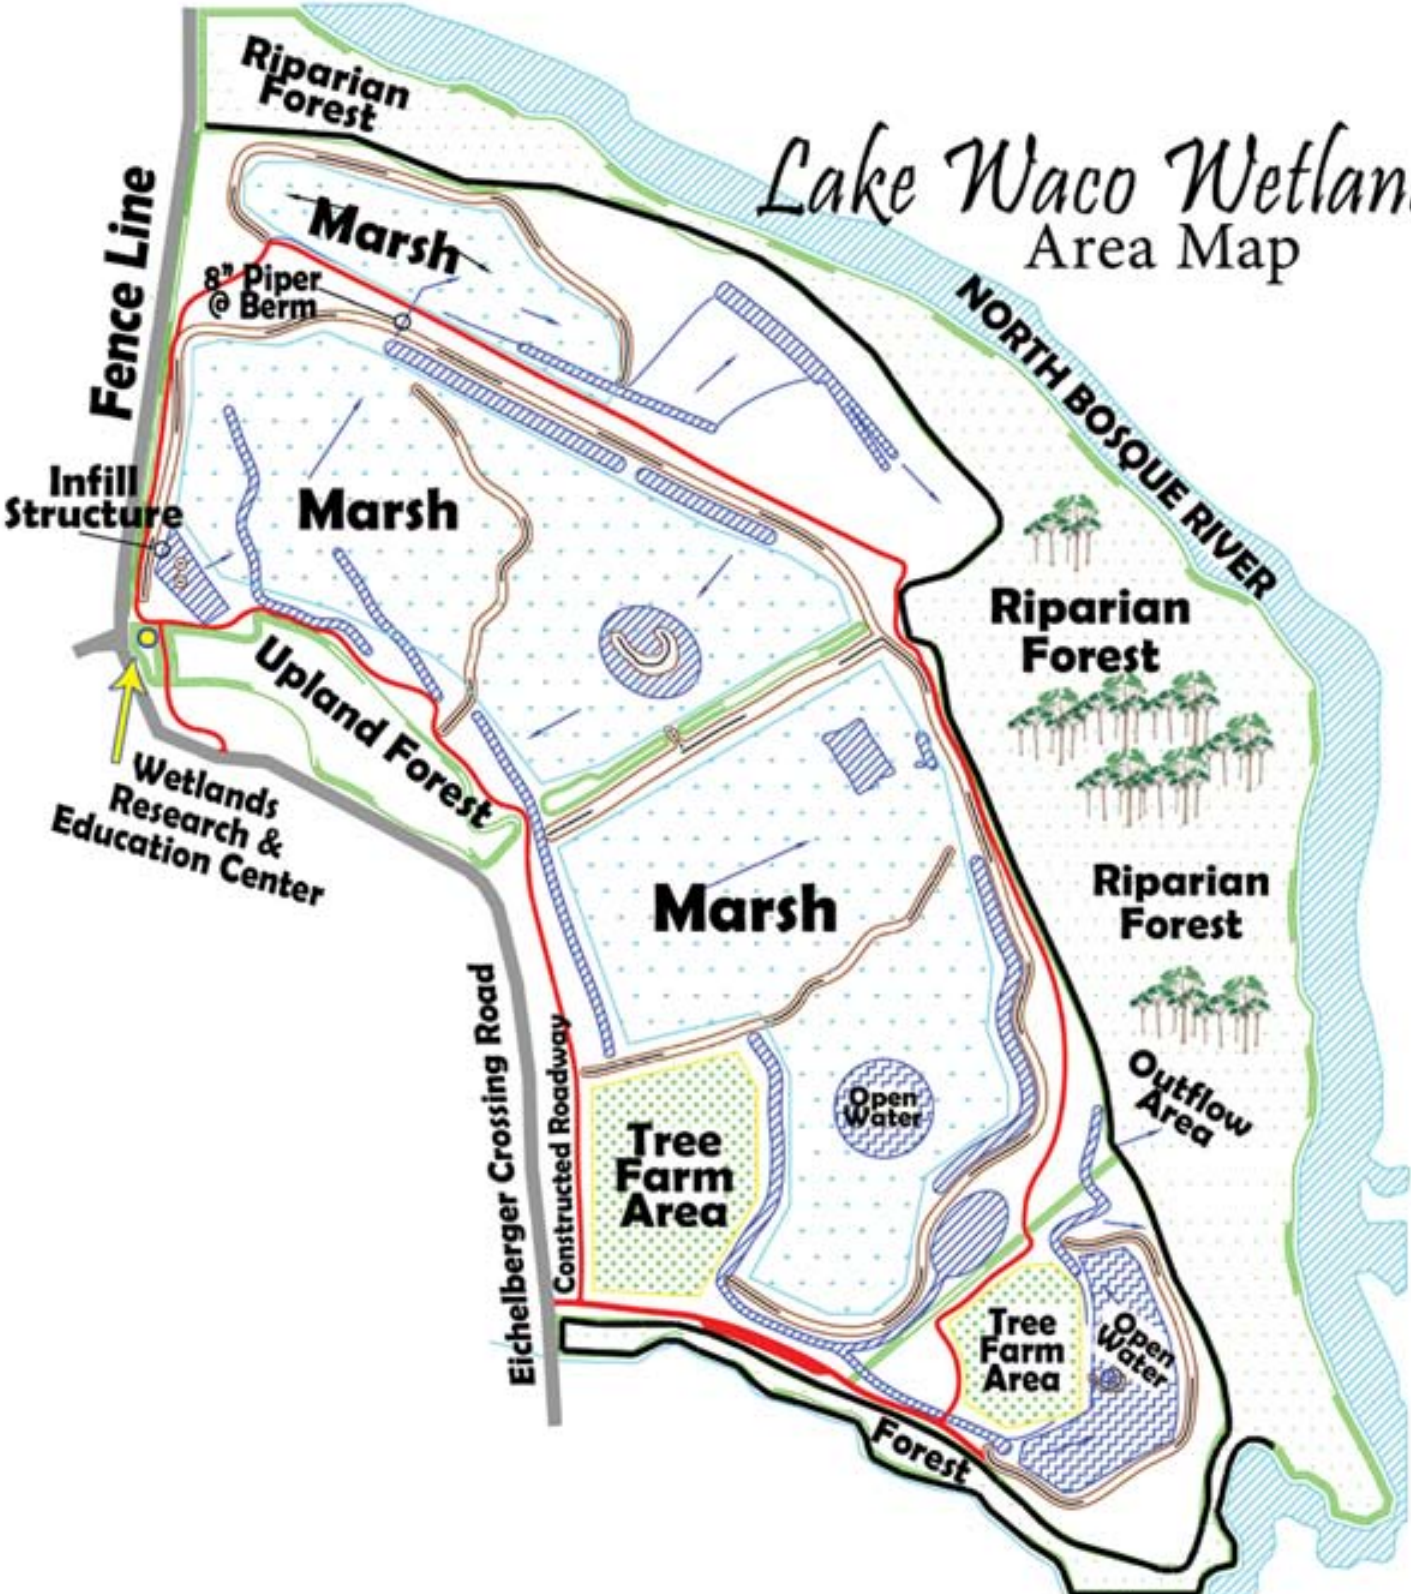 Riparian
Forest
Lake Waco Wetlan
Area Map
Fence Line
Marsh
8" Piper
@ Berm
NORTH BOSQUE RIVER
Infill
Structure
Marsh
Riparian
Forest
Upland Forest
Wetlands
Research &
Education Center
Marsh
Riparian
Forest
Eichelberger Crossing Road
Constructed Roadway
Open
Water
Outflow
Area
Tree
Farm
Area
Tree
Farm
Area
Open
Water
Forest